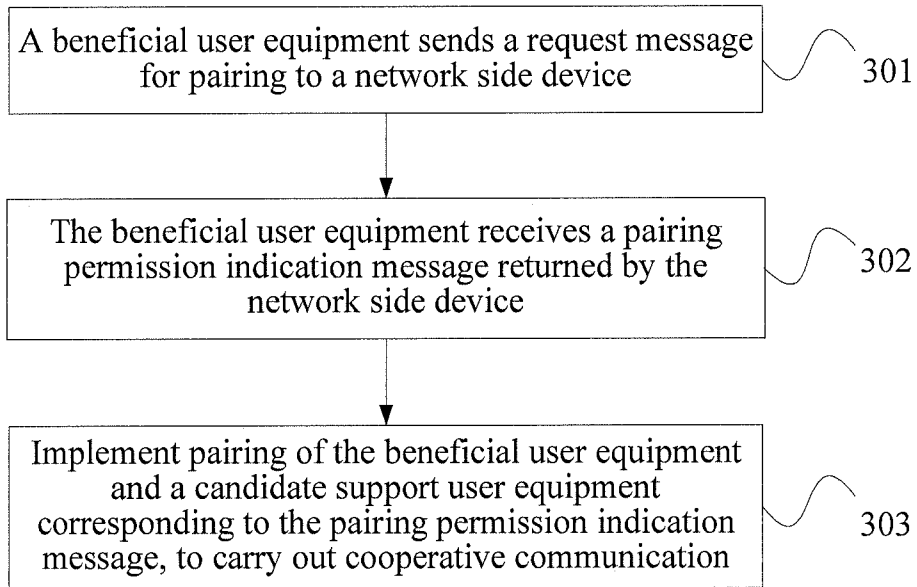 A beneficial user equipment sends a request message
for pairing to a network side device
301
The beneficial user equipment receives a pairing
permission indication message returned by the
network side device
302
Implement pairing of the beneficial user equipment
and a candidate support user equipment
corresponding to the pairing permission indication
message, to carry out cooperative communication
303